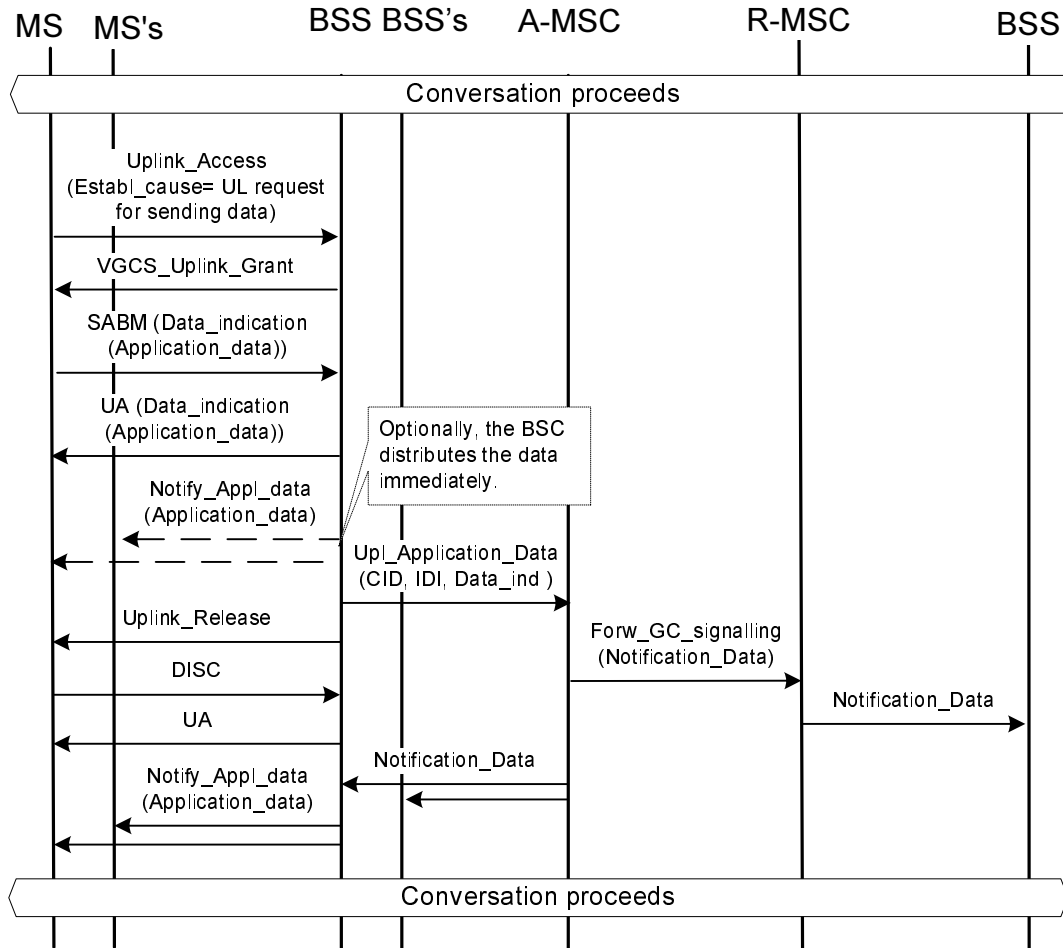 MS MS's BSS BSS's A-MSC R-MSC BSS
Conversation proceeds
Uplink_Access
(Establ_cause= UL request
for sending data)
VGCS_Uplink_Grant
SABM (Data_indication
(Application_data))
UA (Data_indication
(Application_data))
Optionally, the BSC
distributes the data
immediately.
Notify_Appl_data
(Application_data)
Upl_Application_Data
(CID, IDI, Data_ind )
Uplink_Release
Forw_GC_signalling
(Notification_Data)
DISC
Notification_Data
UA
Notification_Data
Notify_Appl_data
(Application_data)
Conversation proceeds